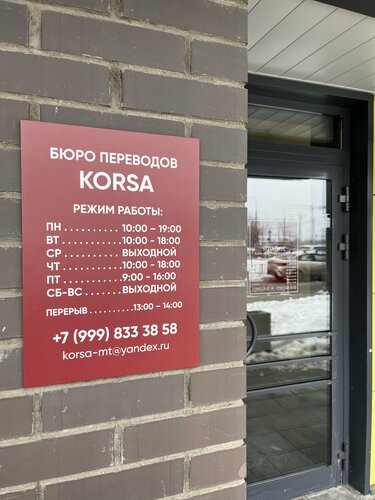 БЮРО ПЕРЕВОДОВ
KORSA
РЕЖИМ РАБОТЫ:
ПН . . . . . . . . . . 10:00 – 19:00
ВТ . . . . . . . . . . 10:00 - 18:00
СР . . . . . . . . . . ВЫХОДНОЙ
ЧТ . . . . . . . . . . 10:00 - 18:00
ПТ . . . . . . . . . . 9:00 - 16:00
СБ-ВС . . . . . . . ВЫХОДНОЙ
ПЕРЕРЫВ . . . . . . . . . . . . 13:00 – 14:00
+7 (999) 833 38 58
korsa-mt@yandex.ru